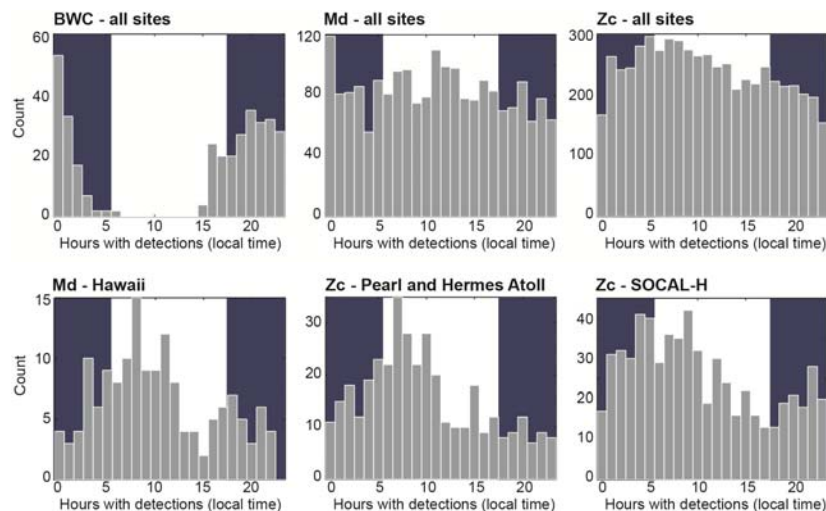 BWC - all sites
Md - all sites
Zc - all sites
60
40
20
0
Count
0 5 10 15 20
Hours with detections (local time)
120
80
40
0
0 5 10 15 20
Hours with detections (local time)
300
200
100
0
0 5 10 15 20
Hours with detections (local time)
Md - Hawaii
Zc - Pearl and Hermes Atoll
Zc - SOCAL-H
15
10
5
0
Count
0 5 10 15 20
Hours with detections (local time)
30
20
10
0
0 5 10 15 20
Hours with detections (local time)
40
30
20
10
0
0 5 10 15 20
Hours with detections (local time)